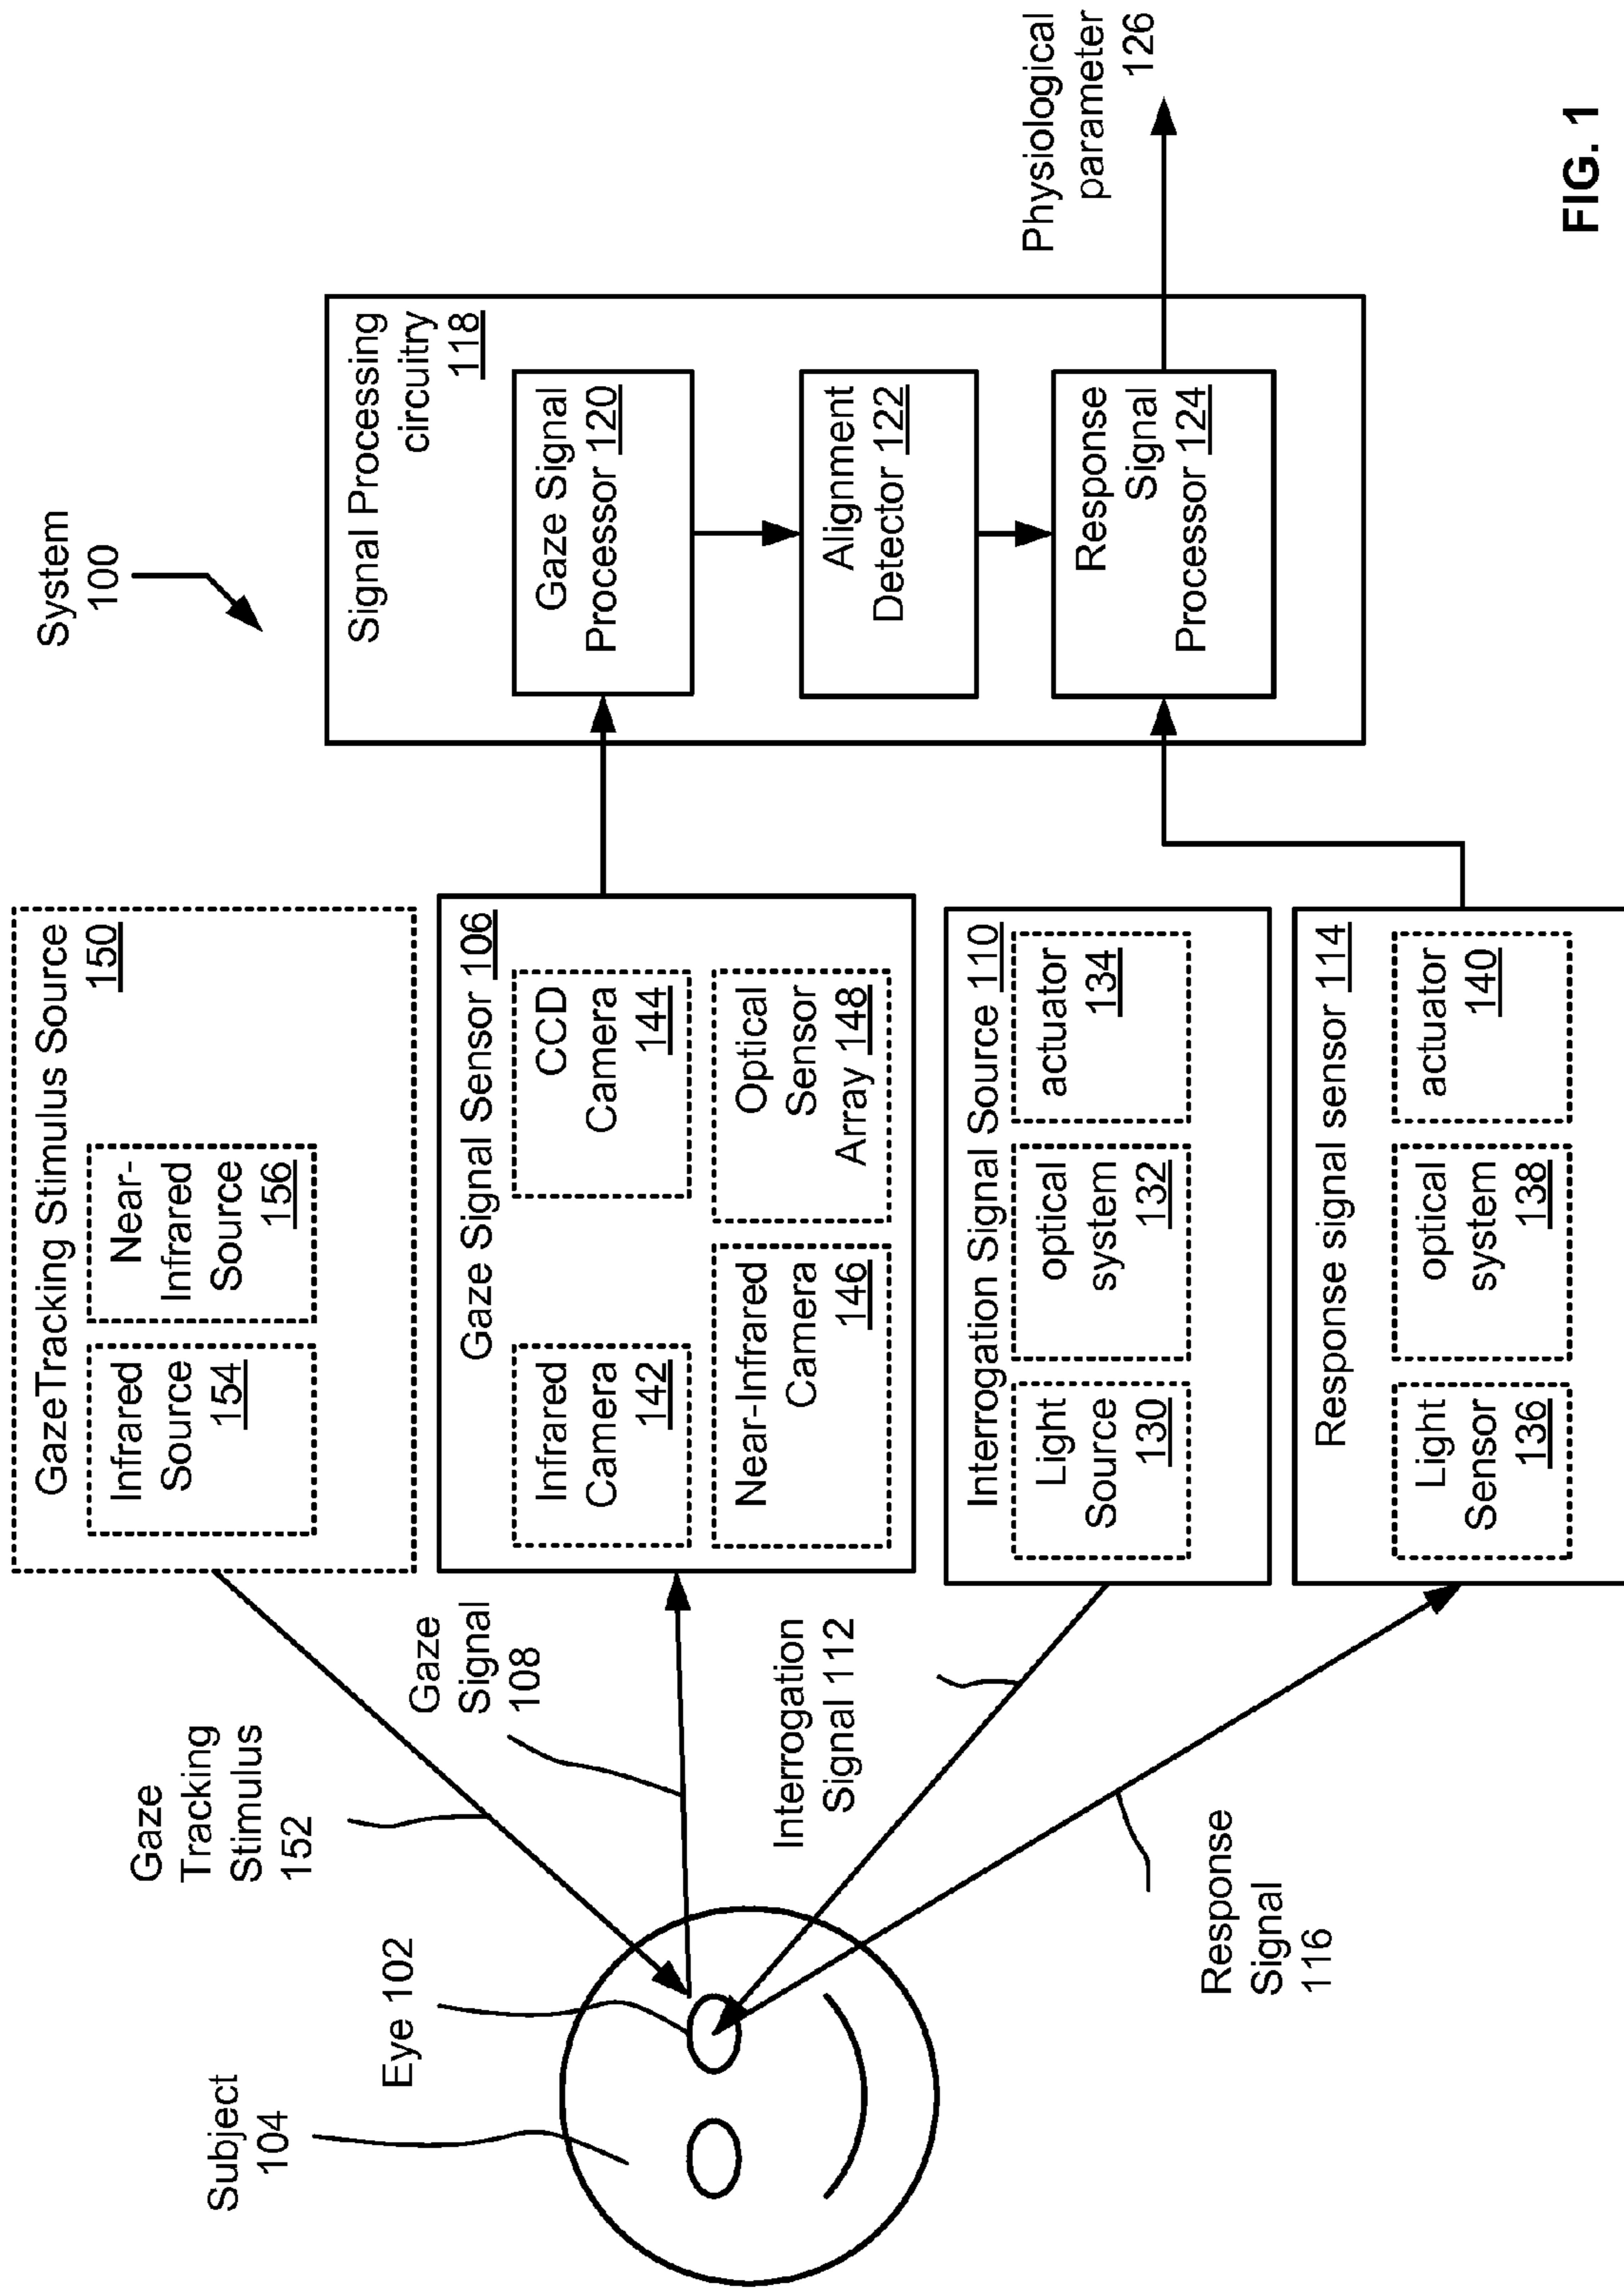 System
100
Subject
104
Eye 102
Gaze
Tracking
Stimulus
152
Gaze
Signal
108
Interrogation
Signal 112
Response
Signal
116
GazeTracking Stimulus Source
150
Infrared
Source
154
Near-
Infrared
Source
156
Gaze Signal Sensor 106
Infrared
Camera
142
CCD
Camera
144
Near-Infrared
Camera
146
Optical
Sensor
Array 148
Interrogation Signal Source 110
Light
Source
130
optical
system
132
actuator
134
Response signal sensor 114
Light
Sensor
136
optical
system
138
actuator
140
Signal Processing
circuitry
118
Gaze Signal
Processor 120
Alignment
Detector 122
Response
Signal
Processor 124
Physiological
parameter
126
FIG. 1